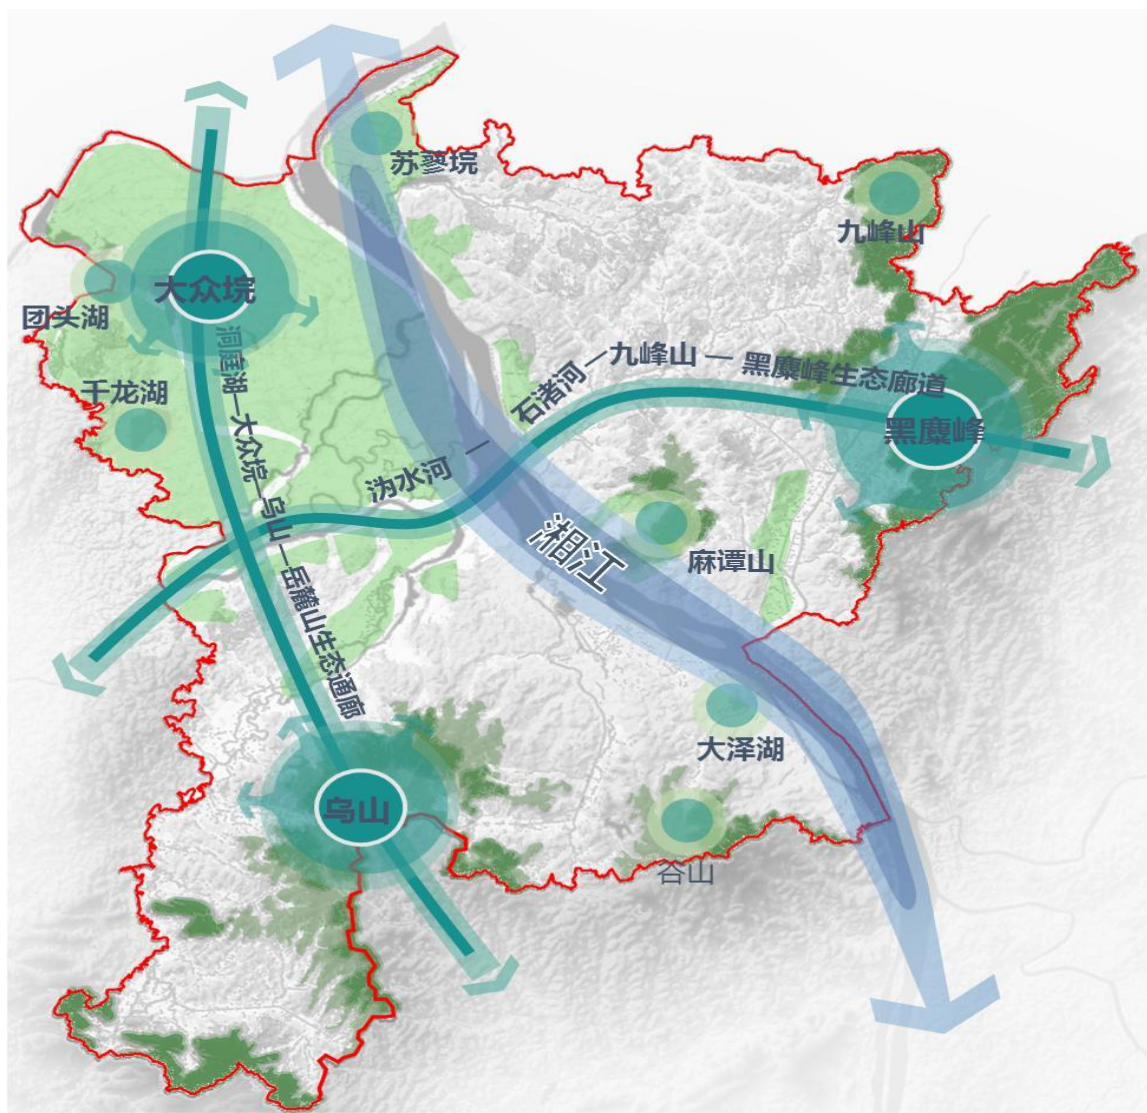 苏蓼垸
九峰山
大众垸
团头湖
千龙湖
洞庭湖—大众垸—乌山—岳麓山生态通廊
沩水河 — 石渚河 — 九峰山 — 黑麋峰生态廊道
黑麋峰
湘江
麻谭山
大泽湖
乌山
谷山